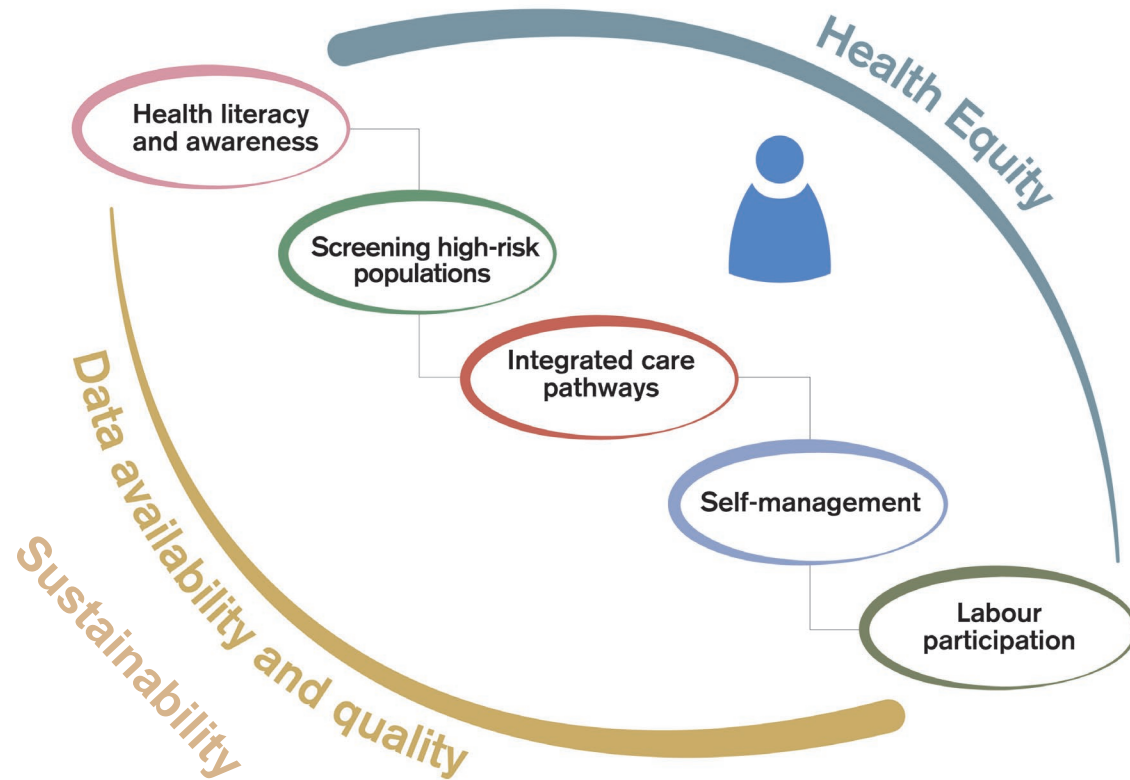 Health Equity
Health literacy
and awareness
Screening high-risk
populations
Integrated care
pathways
Self-management
Labour
participation
Data availability and quality
Sustainability